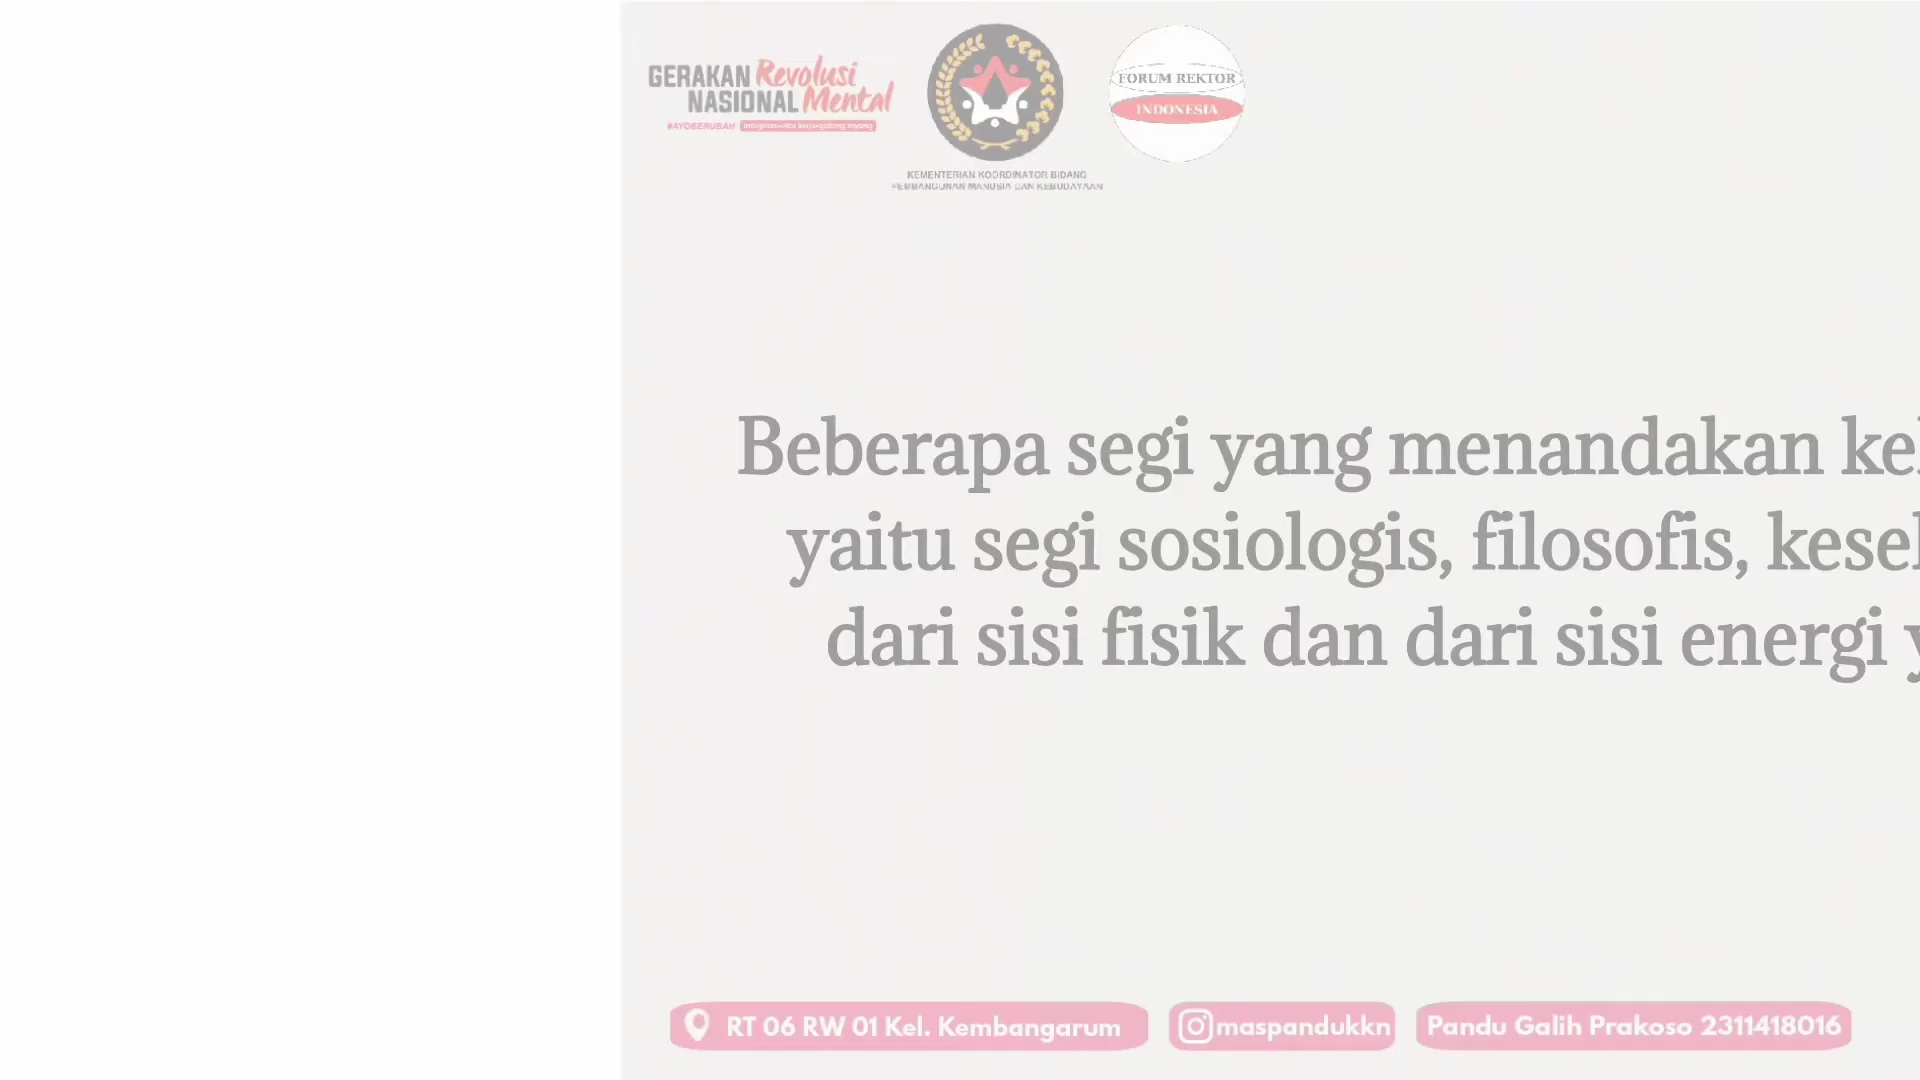 GERAKAN Revolusi
NASIONAL Mental
#AYOBERUBAH
FORUM REKTOR
INDONESIA
KEMENTERIAN KOORDINATOR BIDANG
PEMBANGUNAN MANUSIA DAN KEBUDAYAAN
Beberapa segi yang menandakan
yaitu segi sosiologis, filosofis,
dari sisi fisik dan dari sisi energi
RT 06 RW 01 Kel. Kembangarum
maspandukkn
Pandu Galih Prakoso 2311418016